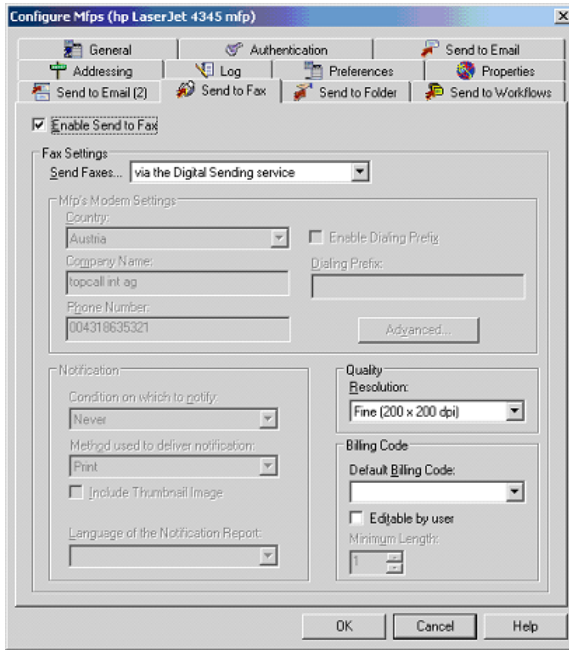 Configure Mfps (hp LaserJet 4345 mfp)
General
Authentication
Send to Email
Addressing
Log
Preferences
Properties
Send to Email (2)
Send to Fax
Send to Folder
Send to Workflows
Enable Send to Fax
Fax Settings
Send Faxes... via the Digital Sending service
Mfp's Modem Settings
Country:
Austria
Enable Dialing Prefix
Company Name:
Dialing Prefix:
topcall int ag
Phone Number:
004318635321
Advanced...
Notification
Condition on which to notify:
Never
Method used to deliver notification:
Print
Include Thumbnail Image
Language of the Notification Report:
Quality
Resolution:
Fine (200 x 200 dpi)
Billing Code
Default Billing Code:
Editable by user
Minimum Length:
1
OK
Cancel
Help